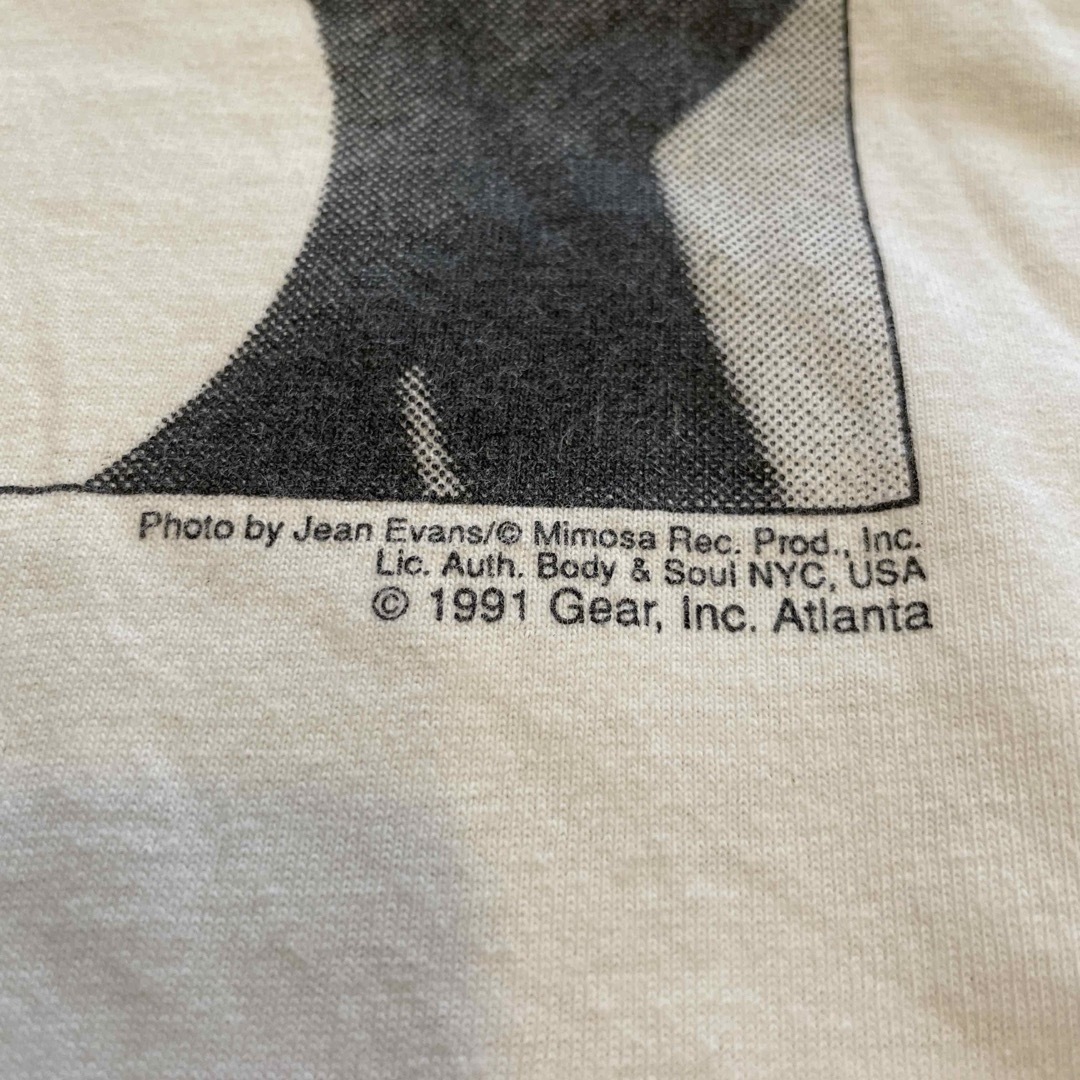 Photo by Jean Evans/© Mimosa Rec. Prod., Inc.
Lic. Auth. Body & Soul NYC, USA
© 1991 Gear, Inc. Atlanta